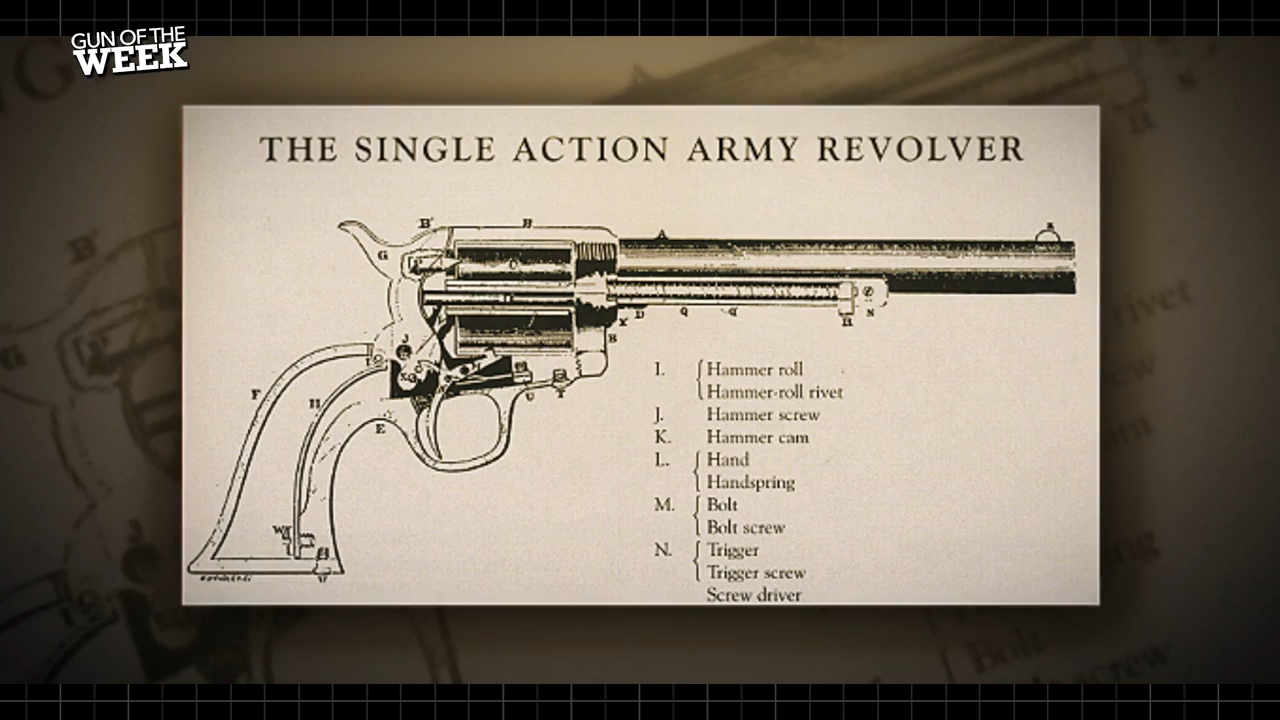 GUN OF THE
WEEK
THE SINGLE ACTION ARMY REVOLVER
B' B A R
G C
D Q Q'
X R S
B
J
I
F
H U T
E
W
V
I. Hammer roll
Hammer-roll rivet
J. Hammer screw
K. Hammer cam
L. Hand
Handspring
M. Bolt
Bolt screw
N. Trigger
Trigger screw
Screw driver